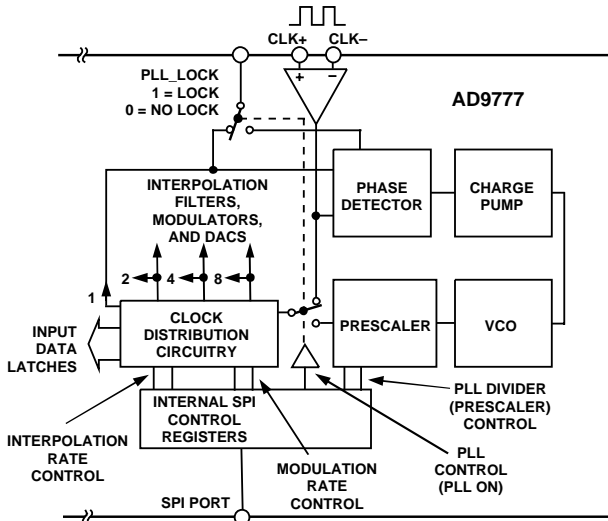 CLK+ CLK–
PLL_LOCK
1 = LOCK
0 = NO LOCK
+ –
AD9777
INTERPOLATION
FILTERS,
MODULATORS,
AND DACS
PHASE
DETECTOR
CHARGE
PUMP
2 4 8
1
CLOCK
DISTRIBUTION
CIRCUITRY
PRESCALER
VCO
INPUT
DATA
LATCHES
INTERNAL SPI
CONTROL
REGISTERS
PLL DIVIDER
(PRESCALER)
CONTROL
INTERPOLATION
RATE
CONTROL
MODULATION
RATE
CONTROL
PLL
CONTROL
(PLL ON)
SPI PORT